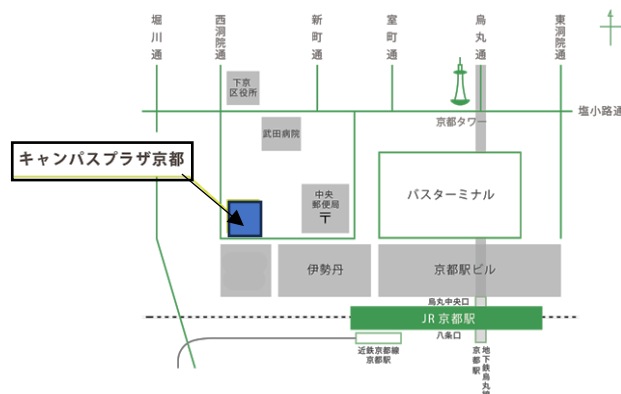 堀川通
西洞院通
新町通
室町通
烏丸通
東洞院通
下京
区役所
塩小路通
京都タワー
武田病院
キャンパスプラザ京都
中央
郵便局
〒
バスターミナル
伊勢丹
京都駅ビル
烏丸中央口
JR京都駅
八条口
近鉄京都線
京都駅
地下鉄烏丸線
京都駅